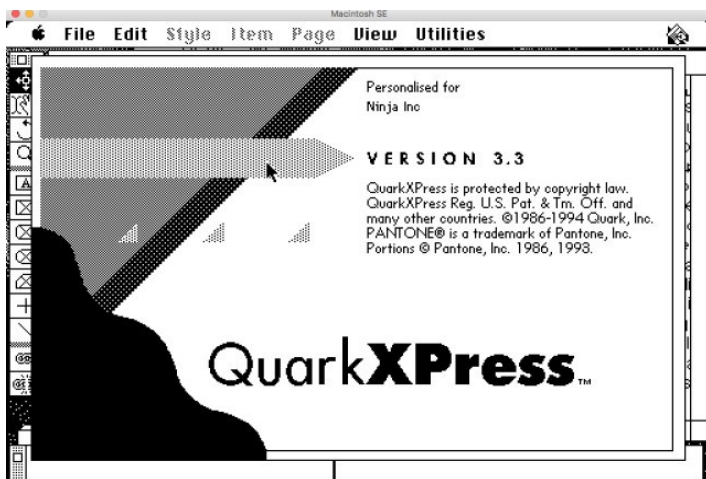 Macintosh SE
File Edit Style Item Page View Utilities
Personalised for
Ninja Inc
VERSION 3.3
QuarkXPress is protected by copyright law.
QuarkXPress Reg. U.S. Pat. & Tm. Off. and
many other countries. ©1986-1994 Quark, Inc.
PANTONE® is a trademark of Pantone, Inc.
Portions © Pantone, Inc. 1986, 1993.
A
QuarkXPress™